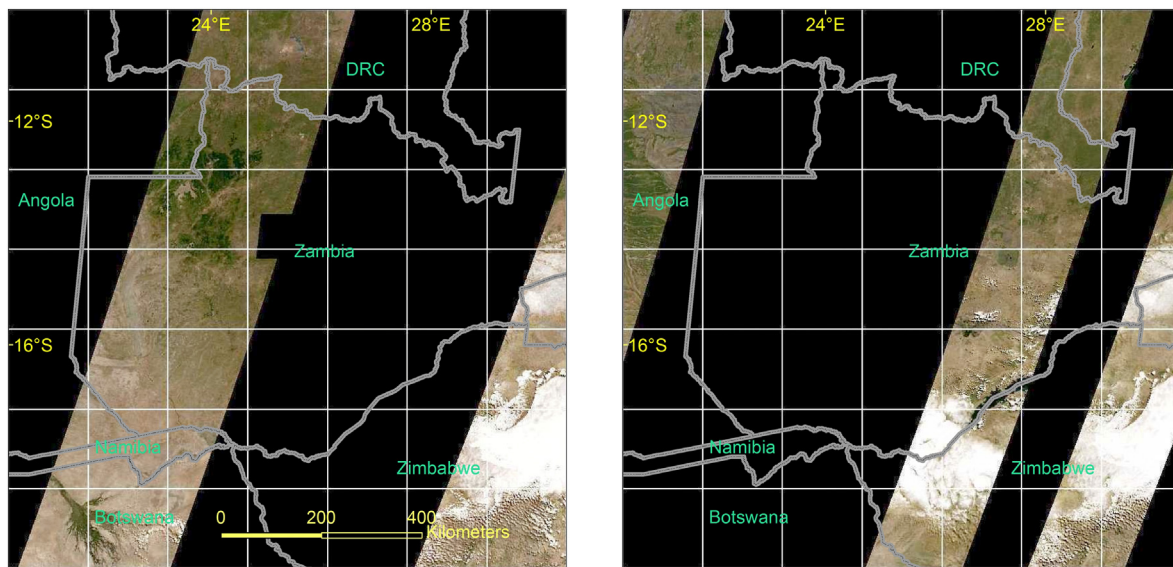 24°E
28°E
DRC
12°S
Angola
Zambia
16°S
Namibia
Zimbabwe
Botswana
0 200 400
Kilometers
24°E
28°E
DRC
12°S
Angola
Zambia
16°S
Namibia
Zimbabwe
Botswana